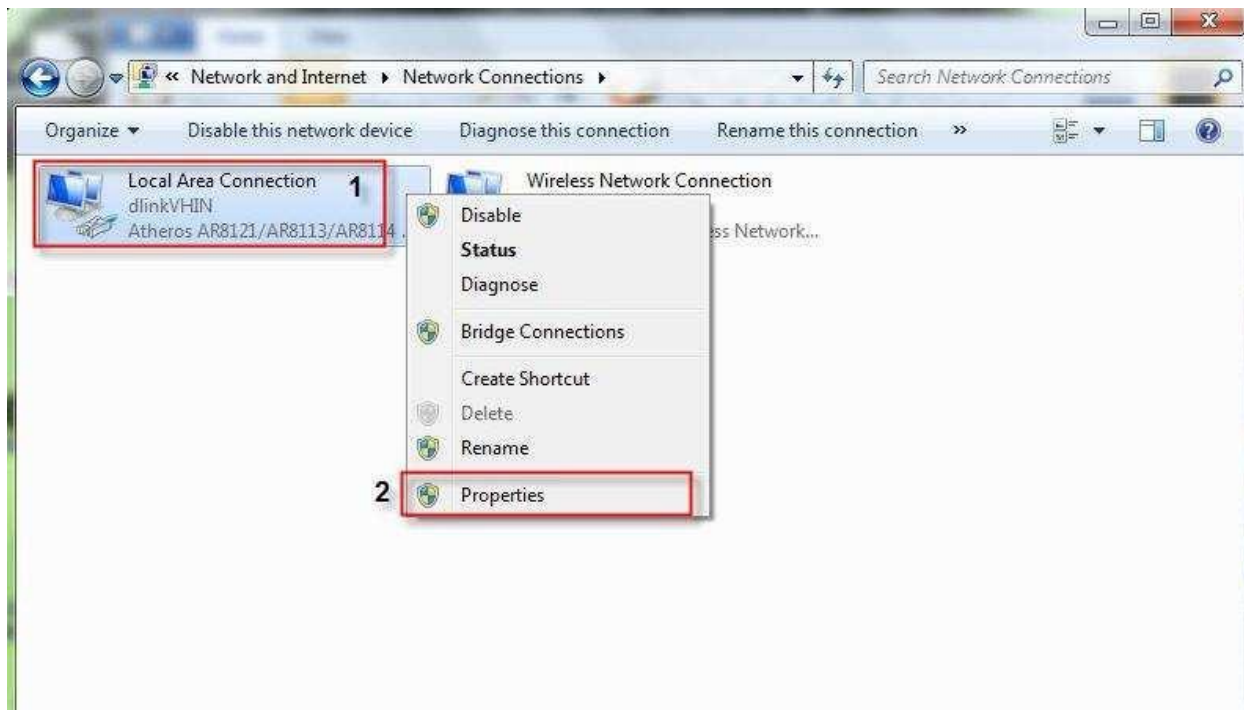 « Network and Internet ▸ Network Connections ▸
Search Network Connections
Organize
Disable this network device
Diagnose this connection
Rename this connection
»
Local Area Connection
dlinkVHIN
Atheros AR8121/AR8113/AR8114 .
1
Wireless Network Connection
ss Network...
Disable
Status
Diagnose
Bridge Connections
Create Shortcut
Delete
Rename
2
Properties